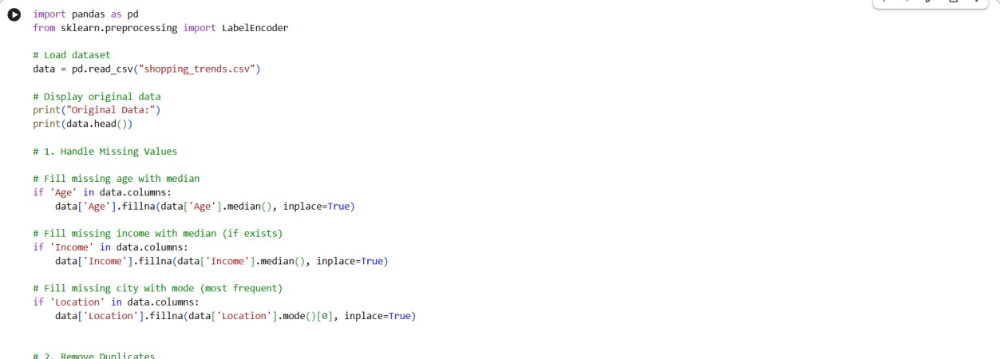 import pandas as pd
from sklearn.preprocessing import LabelEncoder
# Load dataset
data = pd.read_csv("shopping_trends.csv")
# Display original data
print("Original Data:")
print(data.head())
# 1. Handle Missing Values
# Fill missing age with median
if 'Age' in data.columns:
    data['Age'].fillna(data['Age'].median(), inplace=True)
# Fill missing income with median (if exists)
if 'Income' in data.columns:
    data['Income'].fillna(data['Income'].median(), inplace=True)
# Fill missing city with mode (most frequent)
if 'Location' in data.columns:
    data['Location'].fillna(data['Location'].mode()[0], inplace=True)
# 2. Remove Duplicates